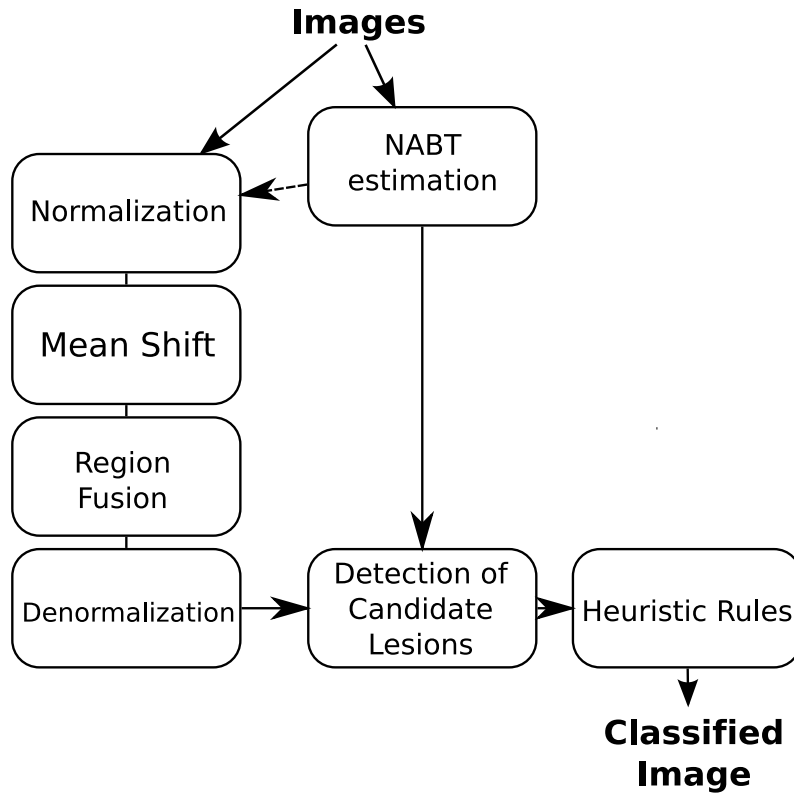 Images
NABT
estimation
Normalization
Mean Shift
Region
Fusion
Denormalization
Detection of
Candidate
Lesions
Heuristic Rules
Classified
Image